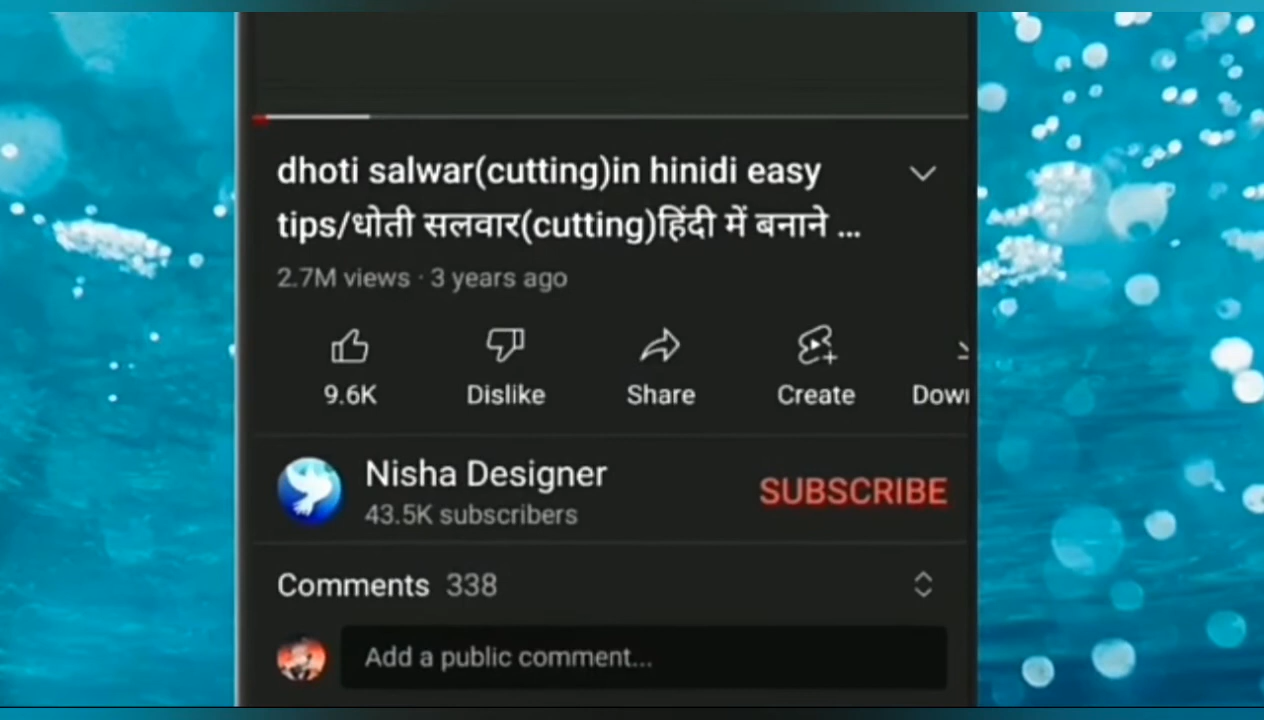 dhoti salwar(cutting)in hinidi easy
tips/धोती सलवार(cutting)हिंदी में बनाने ...
2.7M views · 3 years ago
9.6K Dislike Share Create Down
Nisha Designer
SUBSCRIBE
43.5K subscribers
Comments 338
Add a public comment...